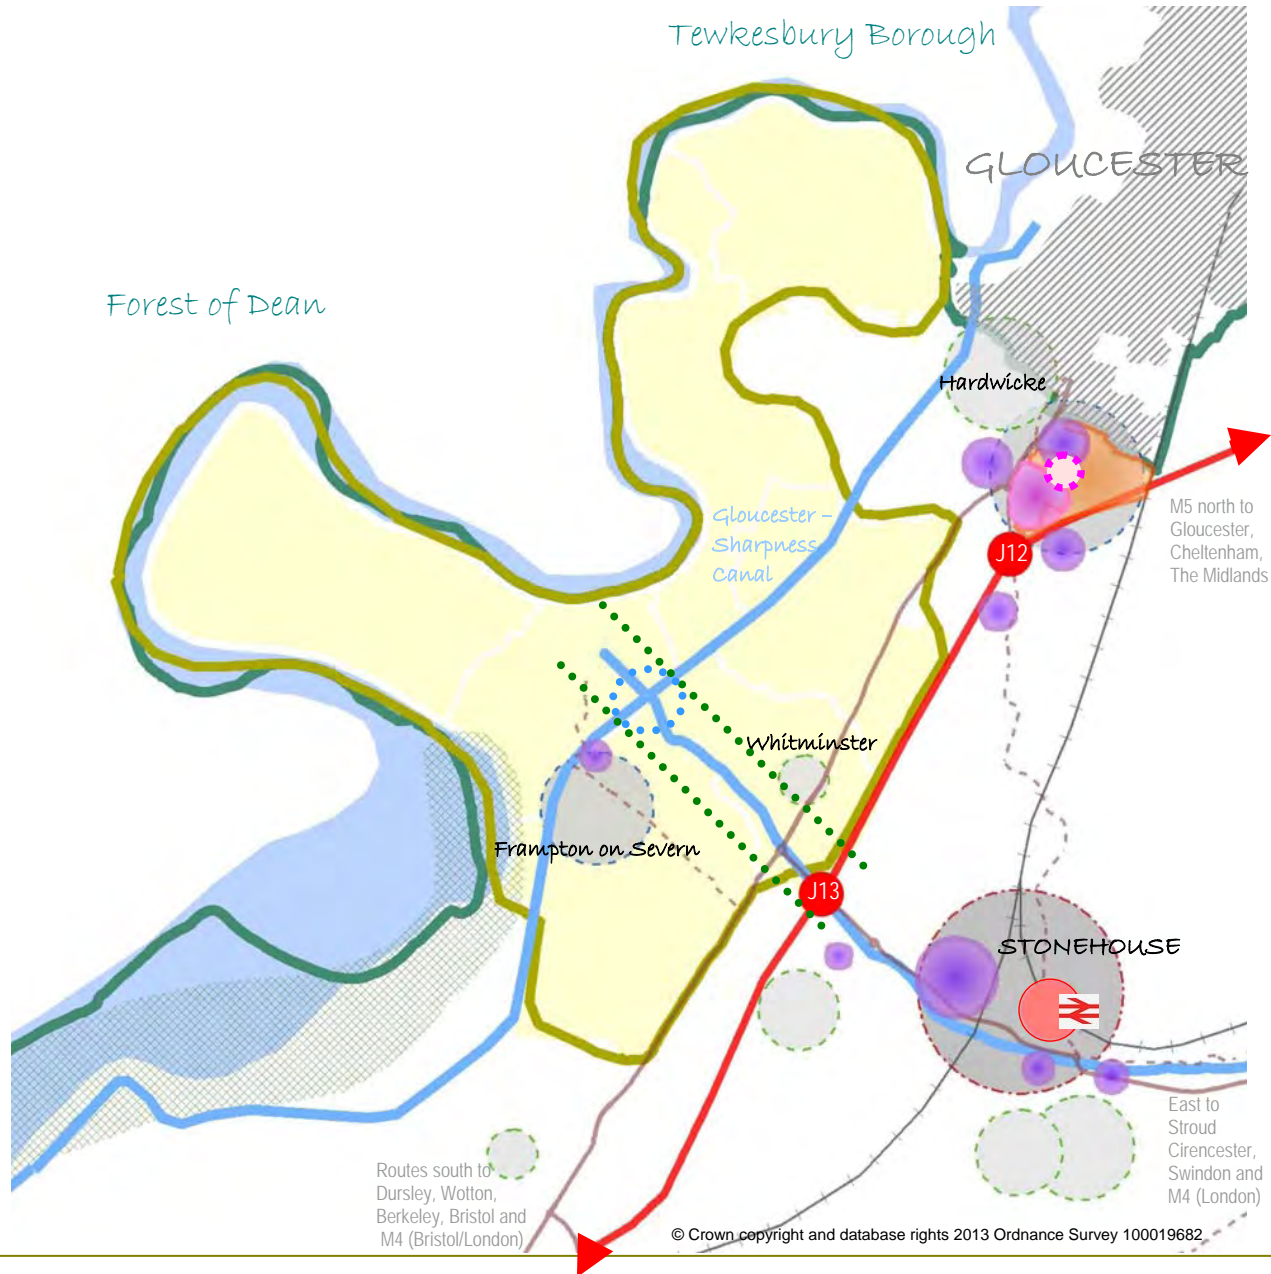 Tewkesbury Borough
GLOUCESTER
Forest of Dean
Hardwicke
Gloucester –
Sharpness
Canal
M5 north to
Gloucester,
Cheltenham,
The Midlands
J12
Whitminster
Frampton on Severn
J13
STONEHOUSE
East to
Stroud
Cirencester,
Swindon and
M4 (London)
Routes south to
Dursley, Wotton,
Berkeley, Bristol and
M4 (Bristol/London)
© Crown copyright and database rights 2013 Ordnance Survey 100019682